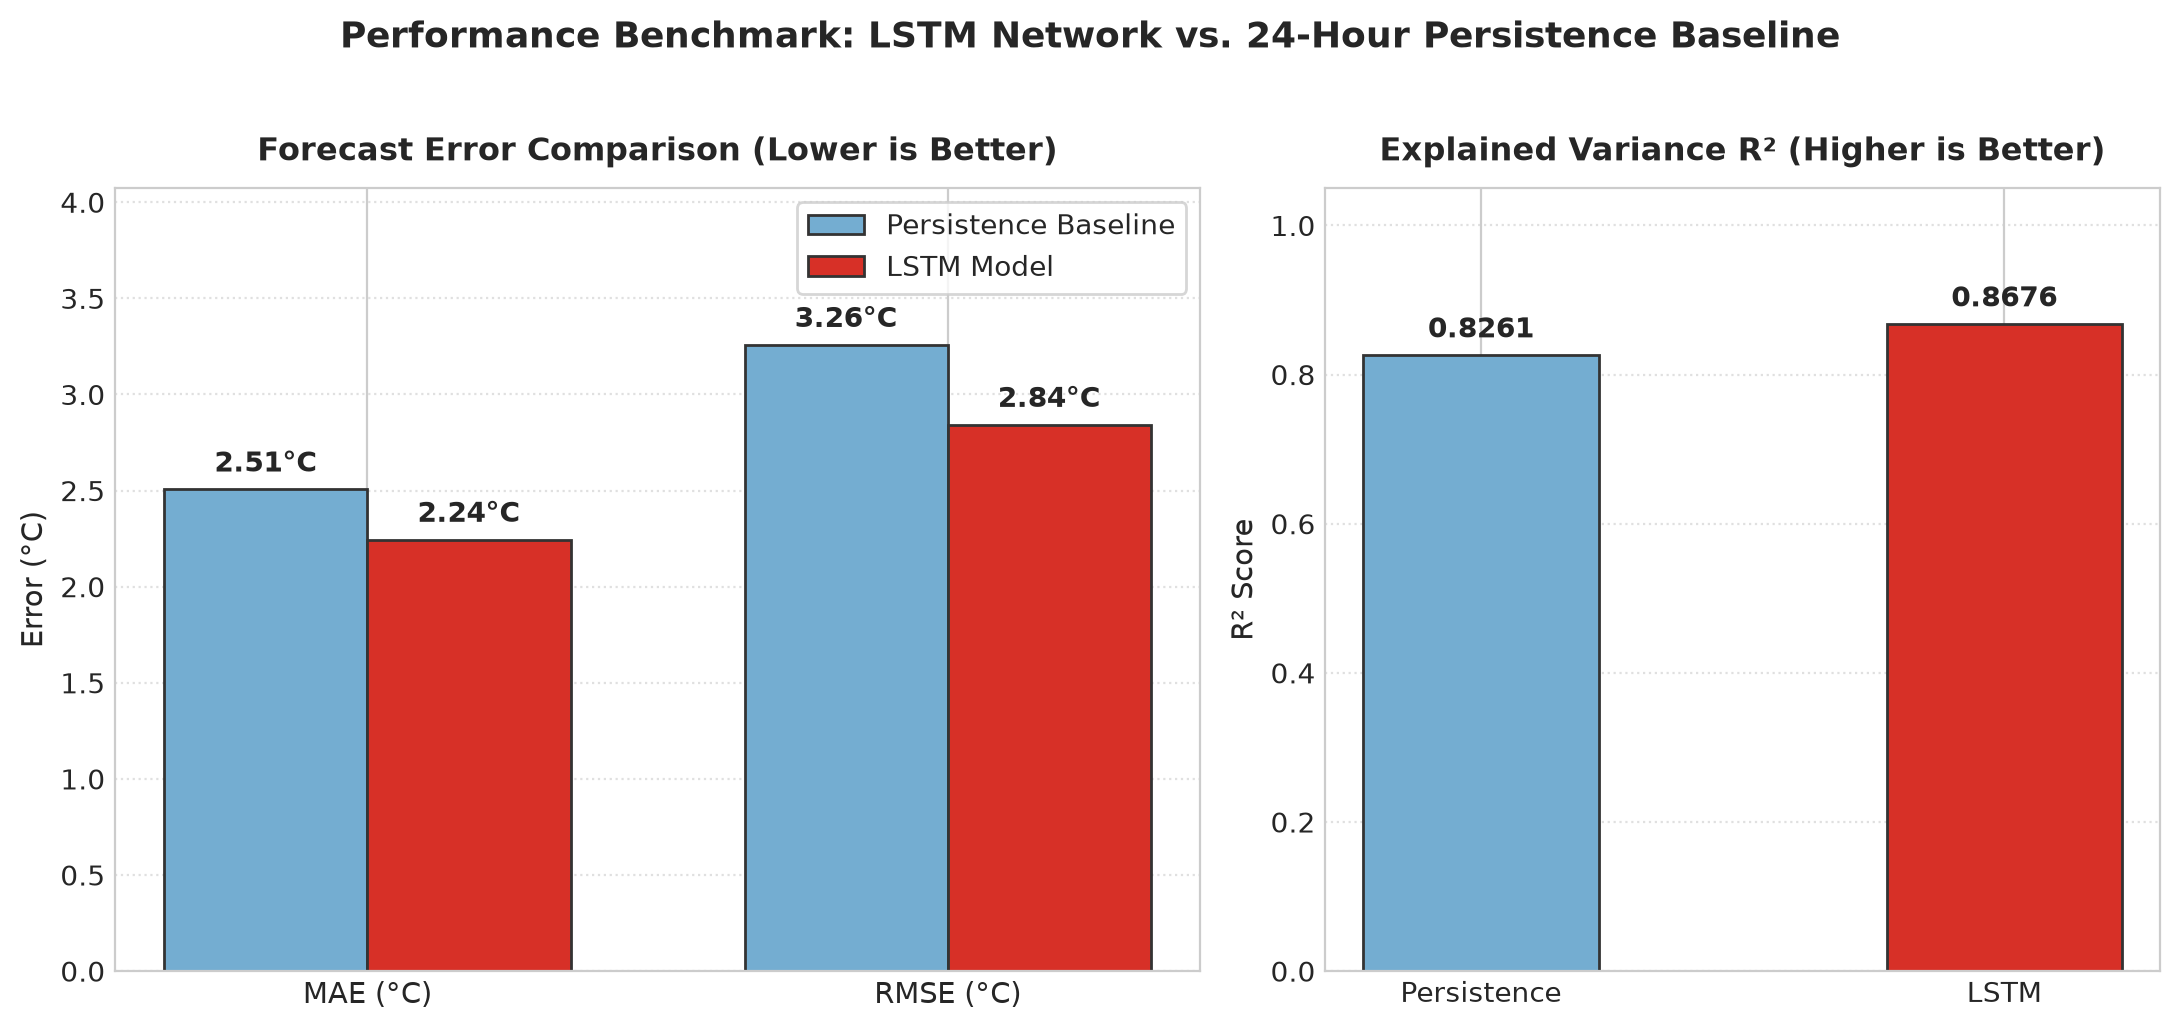 Performance Benchmark: LSTM Network vs. 24-Hour Persistence Baseline
Forecast Error Comparison (Lower is Better)
Error (°C)
4.0
3.5
3.0
2.5
2.0
1.5
1.0
0.5
0.0
Persistence Baseline
LSTM Model
2.51°C
2.24°C
3.26°C
2.84°C
MAE (°C)
RMSE (°C)
Explained Variance R² (Higher is Better)
R² Score
1.0
0.8
0.6
0.4
0.2
0.0
0.8261
0.8676
Persistence
LSTM